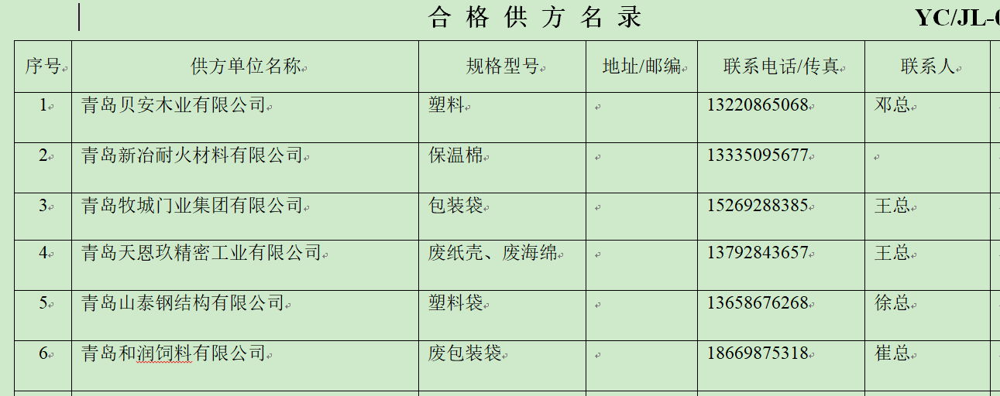 合格供方名录 YC/JL-
序号 供方单位名称 规格型号 地址/邮编 联系电话/传真 联系人
1 青岛贝安木业有限公司 塑料 13220865068 邓总
2 青岛新冶耐火材料有限公司 保温棉 13335095677
3 青岛牧城门业集团有限公司 包装袋 15269288385 王总
4 青岛天恩玖精密工业有限公司 废纸壳、废海绵 13792843657 王总
5 青岛山泰钢结构有限公司 塑料袋 13658676268 徐总
6 青岛和润饲料有限公司 废包装袋 18669875318 崔总